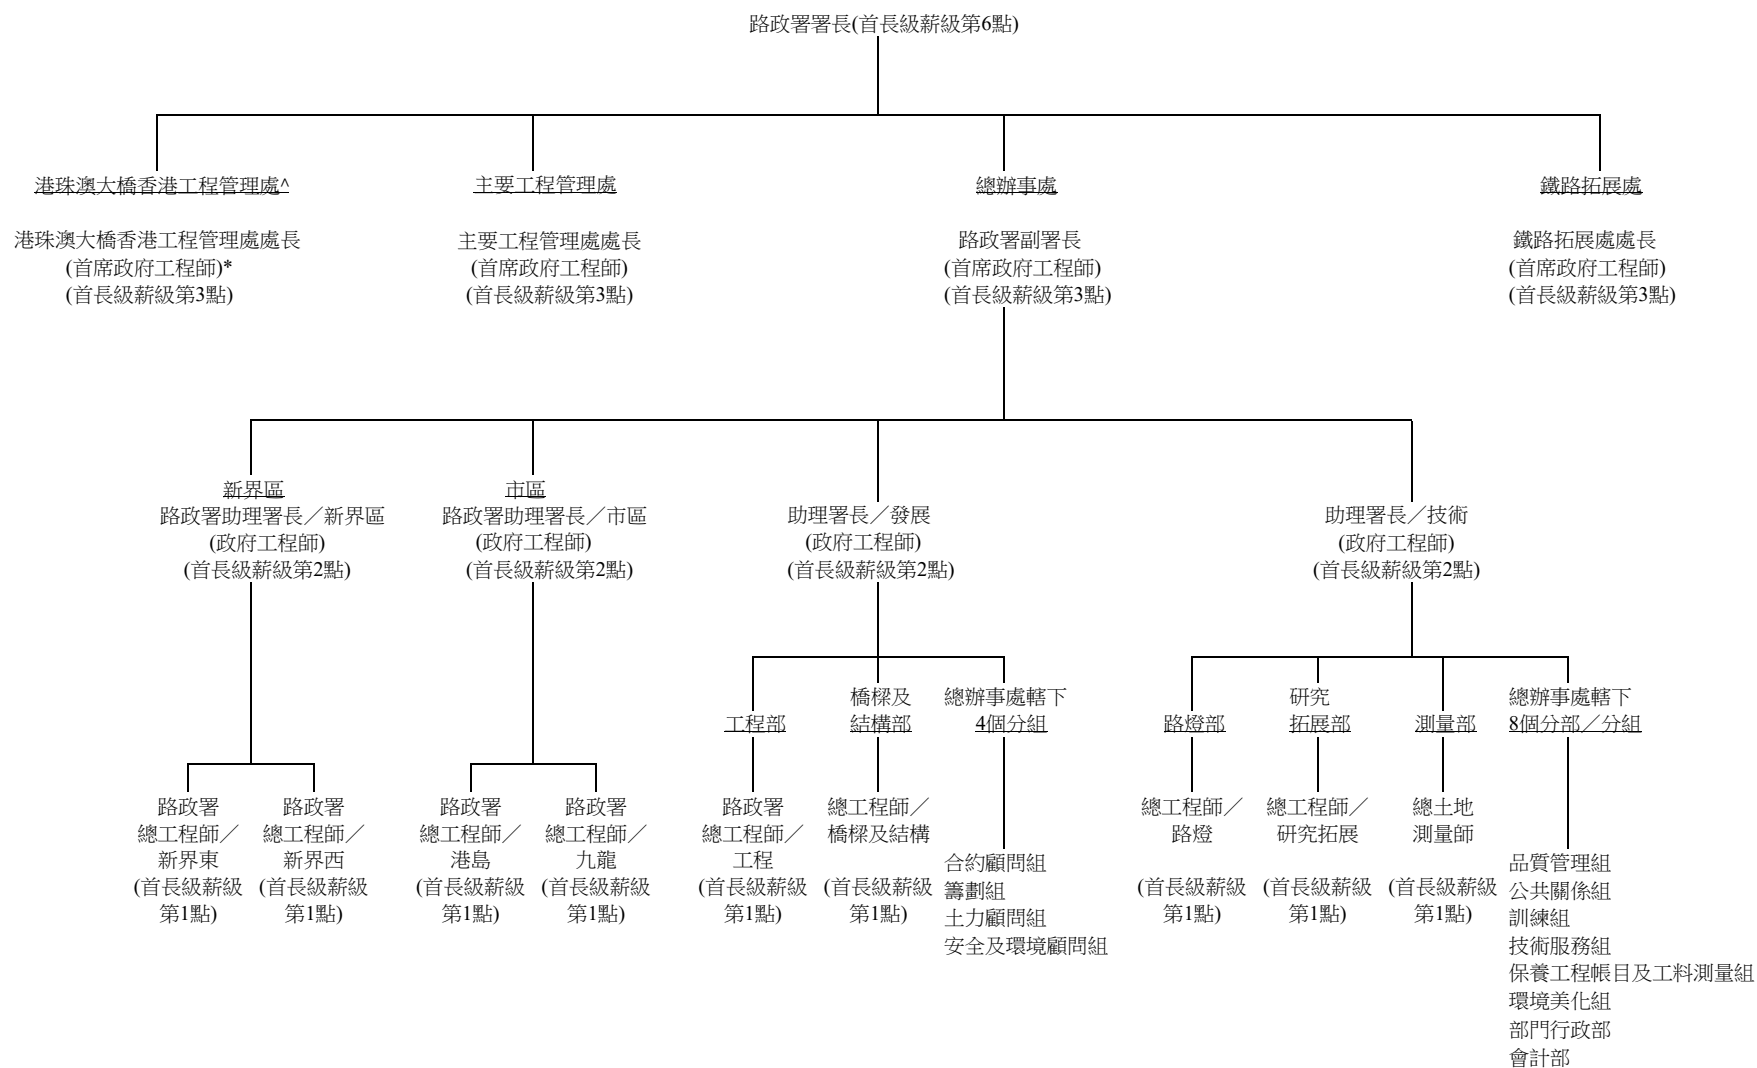 路政署署長(首長級薪級第6點)
港珠澳大橋香港工程管理處^
主要工程管理處
總辦事處
鐵路拓展處
港珠澳大橋香港工程管理處處長
(首席政府工程師)*
(首長級薪級第3點)
主要工程管理處處長
(首席政府工程師)
(首長級薪級第3點)
路政署副署長
(首席政府工程師)
(首長級薪級第3點)
鐵路拓展處處長
(首席政府工程師)
(首長級薪級第3點)
新界區
路政署助理署長／新界區
(政府工程師)
(首長級薪級第2點)
市區
路政署助理署長／市區
(政府工程師)
(首長級薪級第2點)
助理署長／發展
(政府工程師)
(首長級薪級第2點)
助理署長／技術
(政府工程師)
(首長級薪級第2點)
工程部
橋樑及
結構部
總辦事處轄下
4個分組
路燈部
研究
拓展部
測量部
總辦事處轄下
8個分部／分組
路政署
總工程師／
新界東
(首長級薪級
第1點)
路政署
總工程師／
新界西
(首長級薪級
第1點)
路政署
總工程師／
港島
(首長級薪級
第1點)
路政署
總工程師／
九龍
(首長級薪級
第1點)
路政署
總工程師／
工程
(首長級薪級
第1點)
總工程師／
橋樑及結構
(首長級薪級
第1點)
合約顧問組
籌劃組
土力顧問組
安全及環境顧問組
總工程師／
路燈
(首長級薪級
第1點)
總工程師／
研究拓展
(首長級薪級
第1點)
總土地
測量師
(首長級薪級
第1點)
品質管理組
公共關係組
訓練組
技術服務組
保養工程帳目及工料測量組
環境美化組
部門行政部
會計部